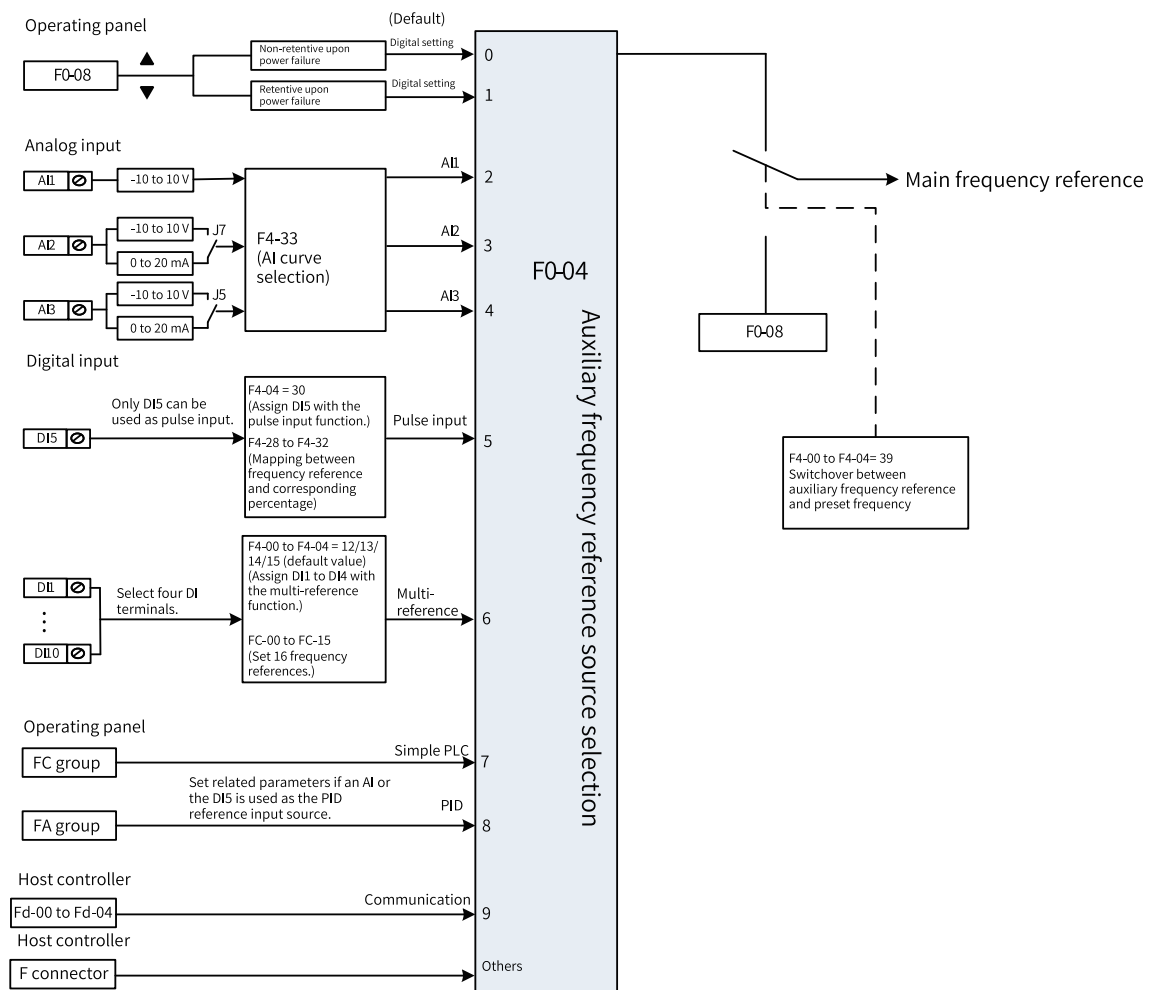 Operating panel
(Default)
F0-08
Non-retentive upon
power failure
Digital setting
0
Retentive upon
power failure
Digital setting
1
Analog input
AI1
-10 to 10 V
AI1
2
AI2
-10 to 10 V
0 to 20 mA
J7
F4-33
(AI curve
selection)
AI2
3
AI3
-10 to 10 V
0 to 20 mA
J5
AI3
4
F0-04
Auxiliary frequency reference source selection
Main frequency reference
F0-08
F4-00 to F4-04= 39
Switchover between
auxiliary frequency reference
and preset frequency
Digital input
DI5
Only DI5 can be
used as pulse input.
F4-04 = 30
(Assign DI5 with the
pulse input function.)
F4-28 to F4-32
(Mapping between
frequency reference
and corresponding
percentage)
Pulse input
5
DI1
DI10
Select four DI
terminals.
F4-00 to F4-04 = 12/13/
14/15 (default value)
(Assign DI1 to DI4 with
the multi-reference
function.)
FC-00 to FC-15
(Set 16 frequency
references.)
Multi-
reference
6
Operating panel
FC group
Simple PLC
7
FA group
Set related parameters if an AI or
the DI5 is used as the PID
reference input source.
PID
8
Host controller
Fd-00 to Fd-04
Communication
9
Host controller
F connector
Others